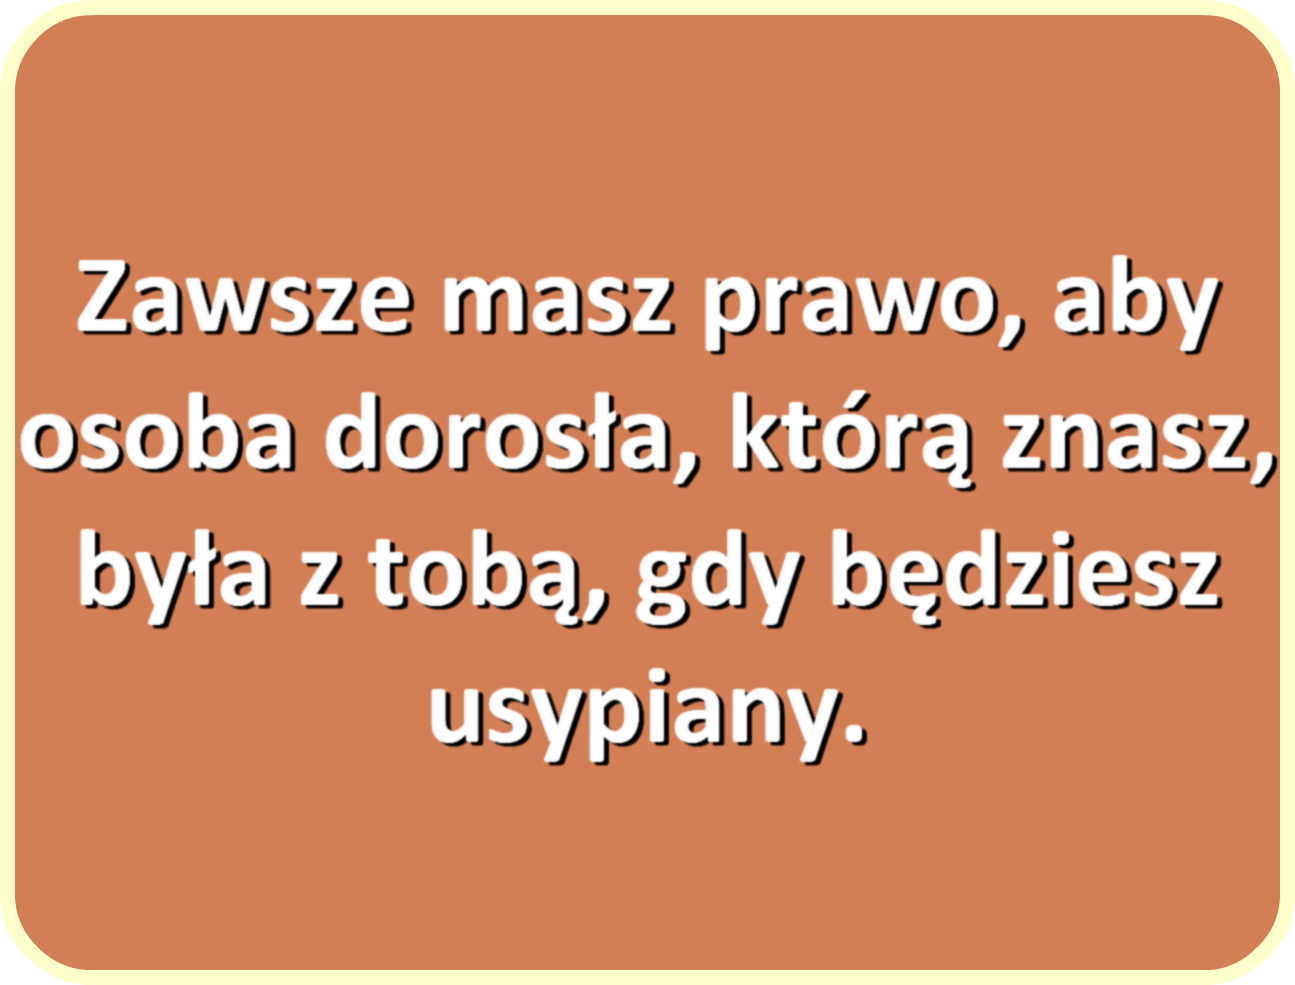 Zawsze masz prawo, aby
osoba dorosła, którą znasz,
była z tobą, gdy będziesz
usypiany.